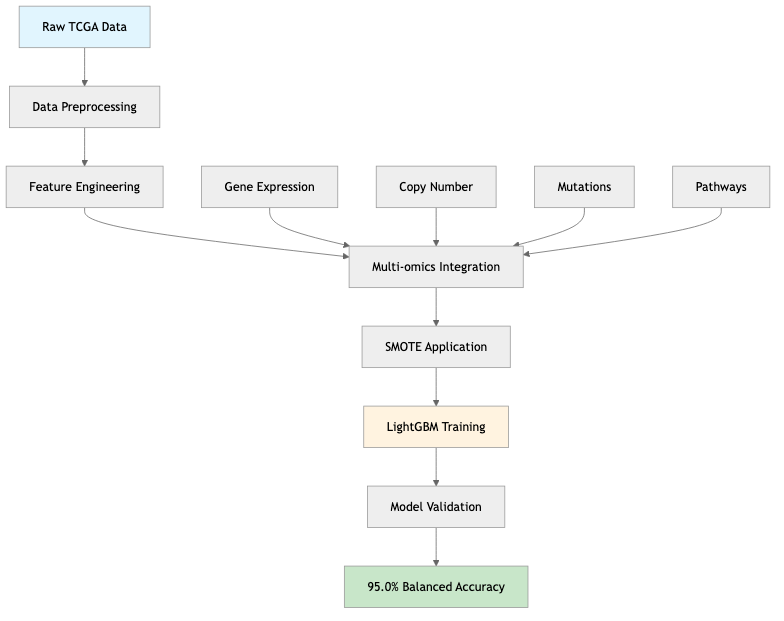 Raw TCGA Data
Data Preprocessing
Feature Engineering
Gene Expression
Copy Number
Mutations
Pathways
Multi-omics Integration
SMOTE Application
LightGBM Training
Model Validation
95.0% Balanced Accuracy